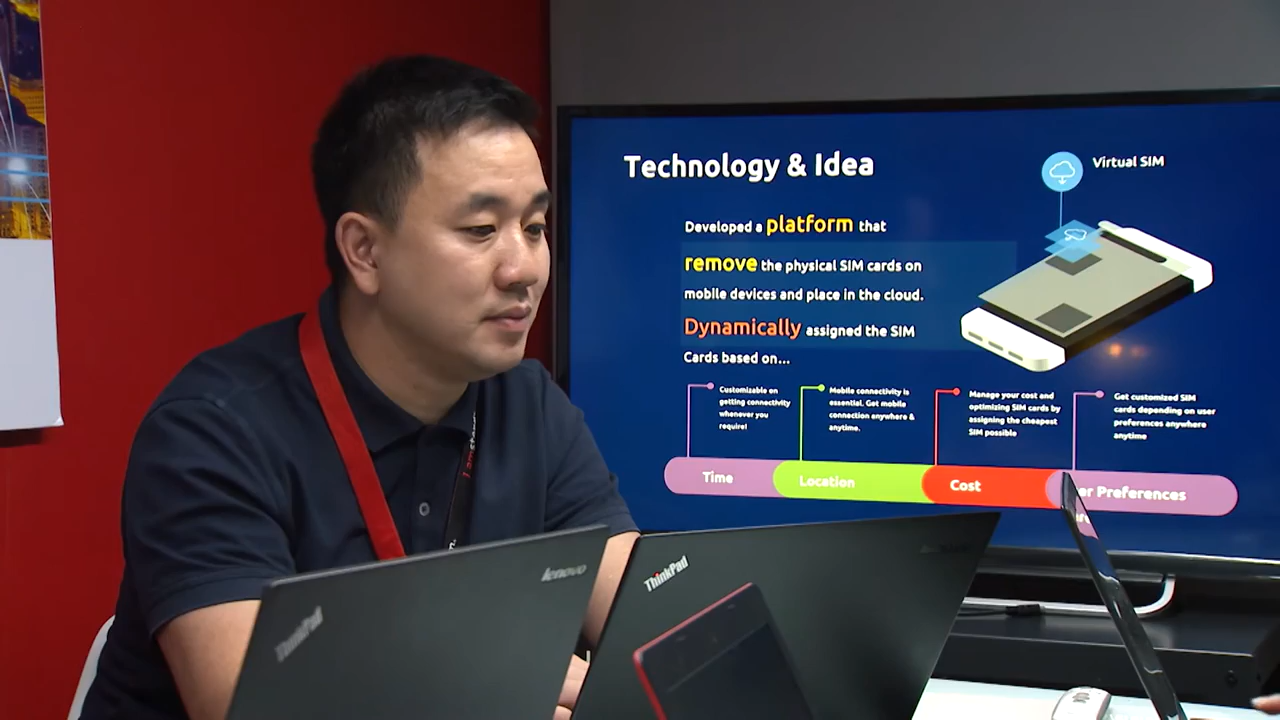 Technology & Idea
Virtual SIM
Developed a platform that
remove the physical SIM cards on
mobile devices and place in the cloud.
Dynamically assigned the SIM
Cards based on...
Customizable on
getting connectivity
whenever you
require!
Mobile connectivity is
essential. Get mobile
connection anywhere &
anytime.
Manage your cost and
optimizing SIM cards by
assigning the cheapest
SIM possible
Get customized SIM
cards depending on user
preferences anywhere
anytime
Time
Location
Cost
er Preferences
lenovo
ThinkPad
ThinkPad